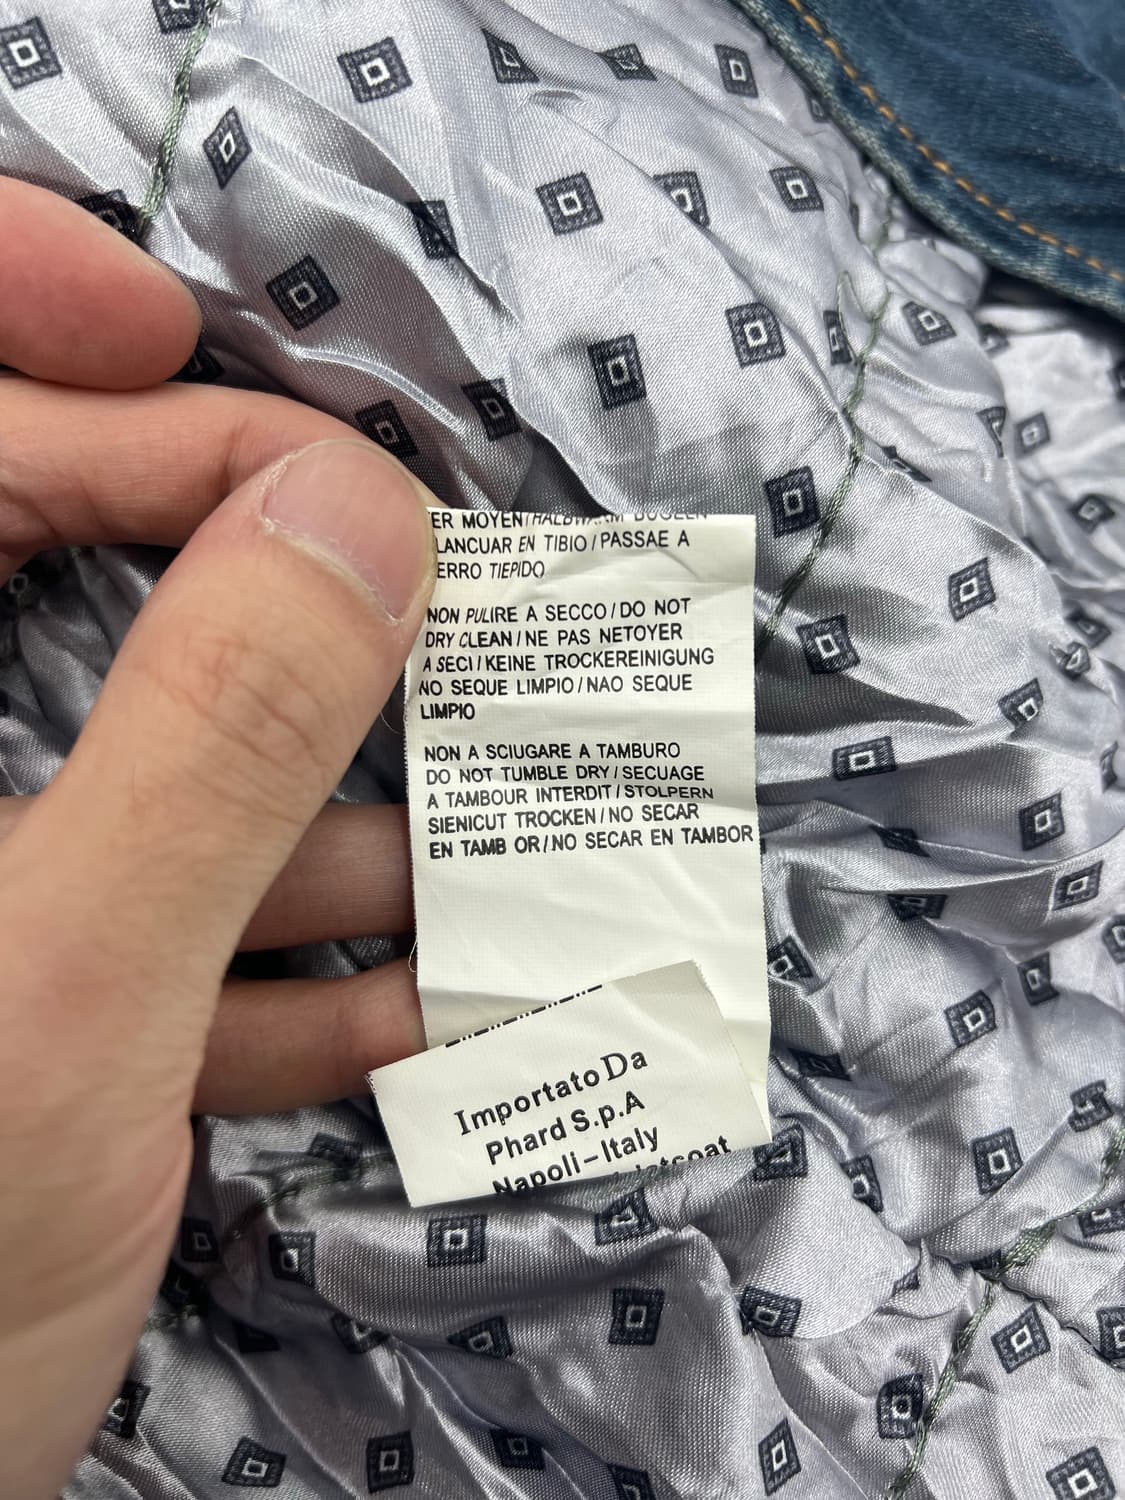 ER MOYEN/HALBWARM BUGELN
LANCUAR EN TIBIO/PASSAE A
ERRO TIEPIDO
NON PULIRE A SECCO/DO NOT
DRY CLEAN/NE PAS NETOYER
A SECI/KEINE TROCKEREINIGUNG
NO SEQUE LIMPIO/NAO SEQUE
LIMPIO
NON A SCIUGARE A TAMBURO
DO NOT TUMBLE DRY/SECUAGE
A TAMBOUR INTERDIT/STOLPERN
SIENICUT TROCKEN/NO SECAR
EN TAMB OR/NO SECAR EN TAMBOR
Importato Da
Phard S.p.A
Napoli-Italy